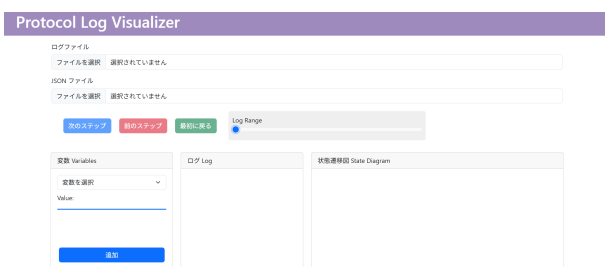 Protocol Log Visualizer
ログファイル
ファイルを選択 選択されていません
JSON ファイル
ファイルを選択 選択されていません
次のステップ 前のステップ 最初に戻る Log Range
変数 Variables ログ Log 状態遷移図 State Diagram
変数を選択
Value:
追加